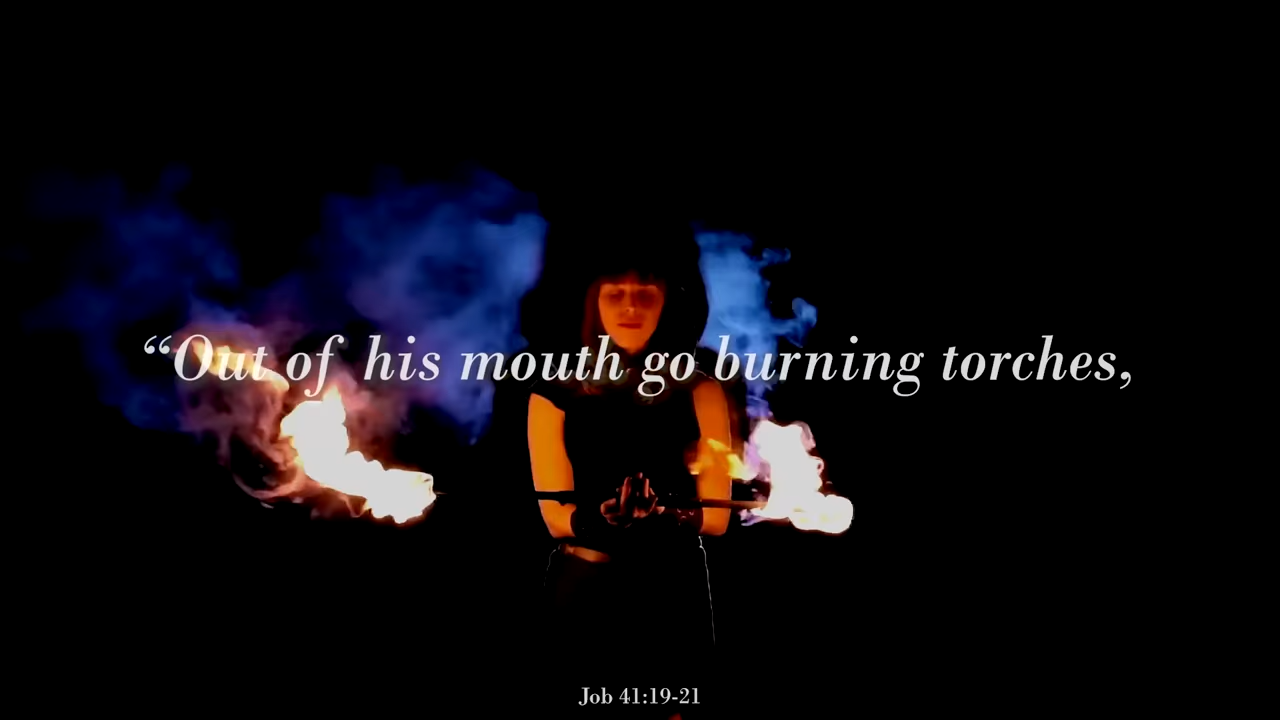 “Out of his mouth go burning torches,
Job 41:19-21